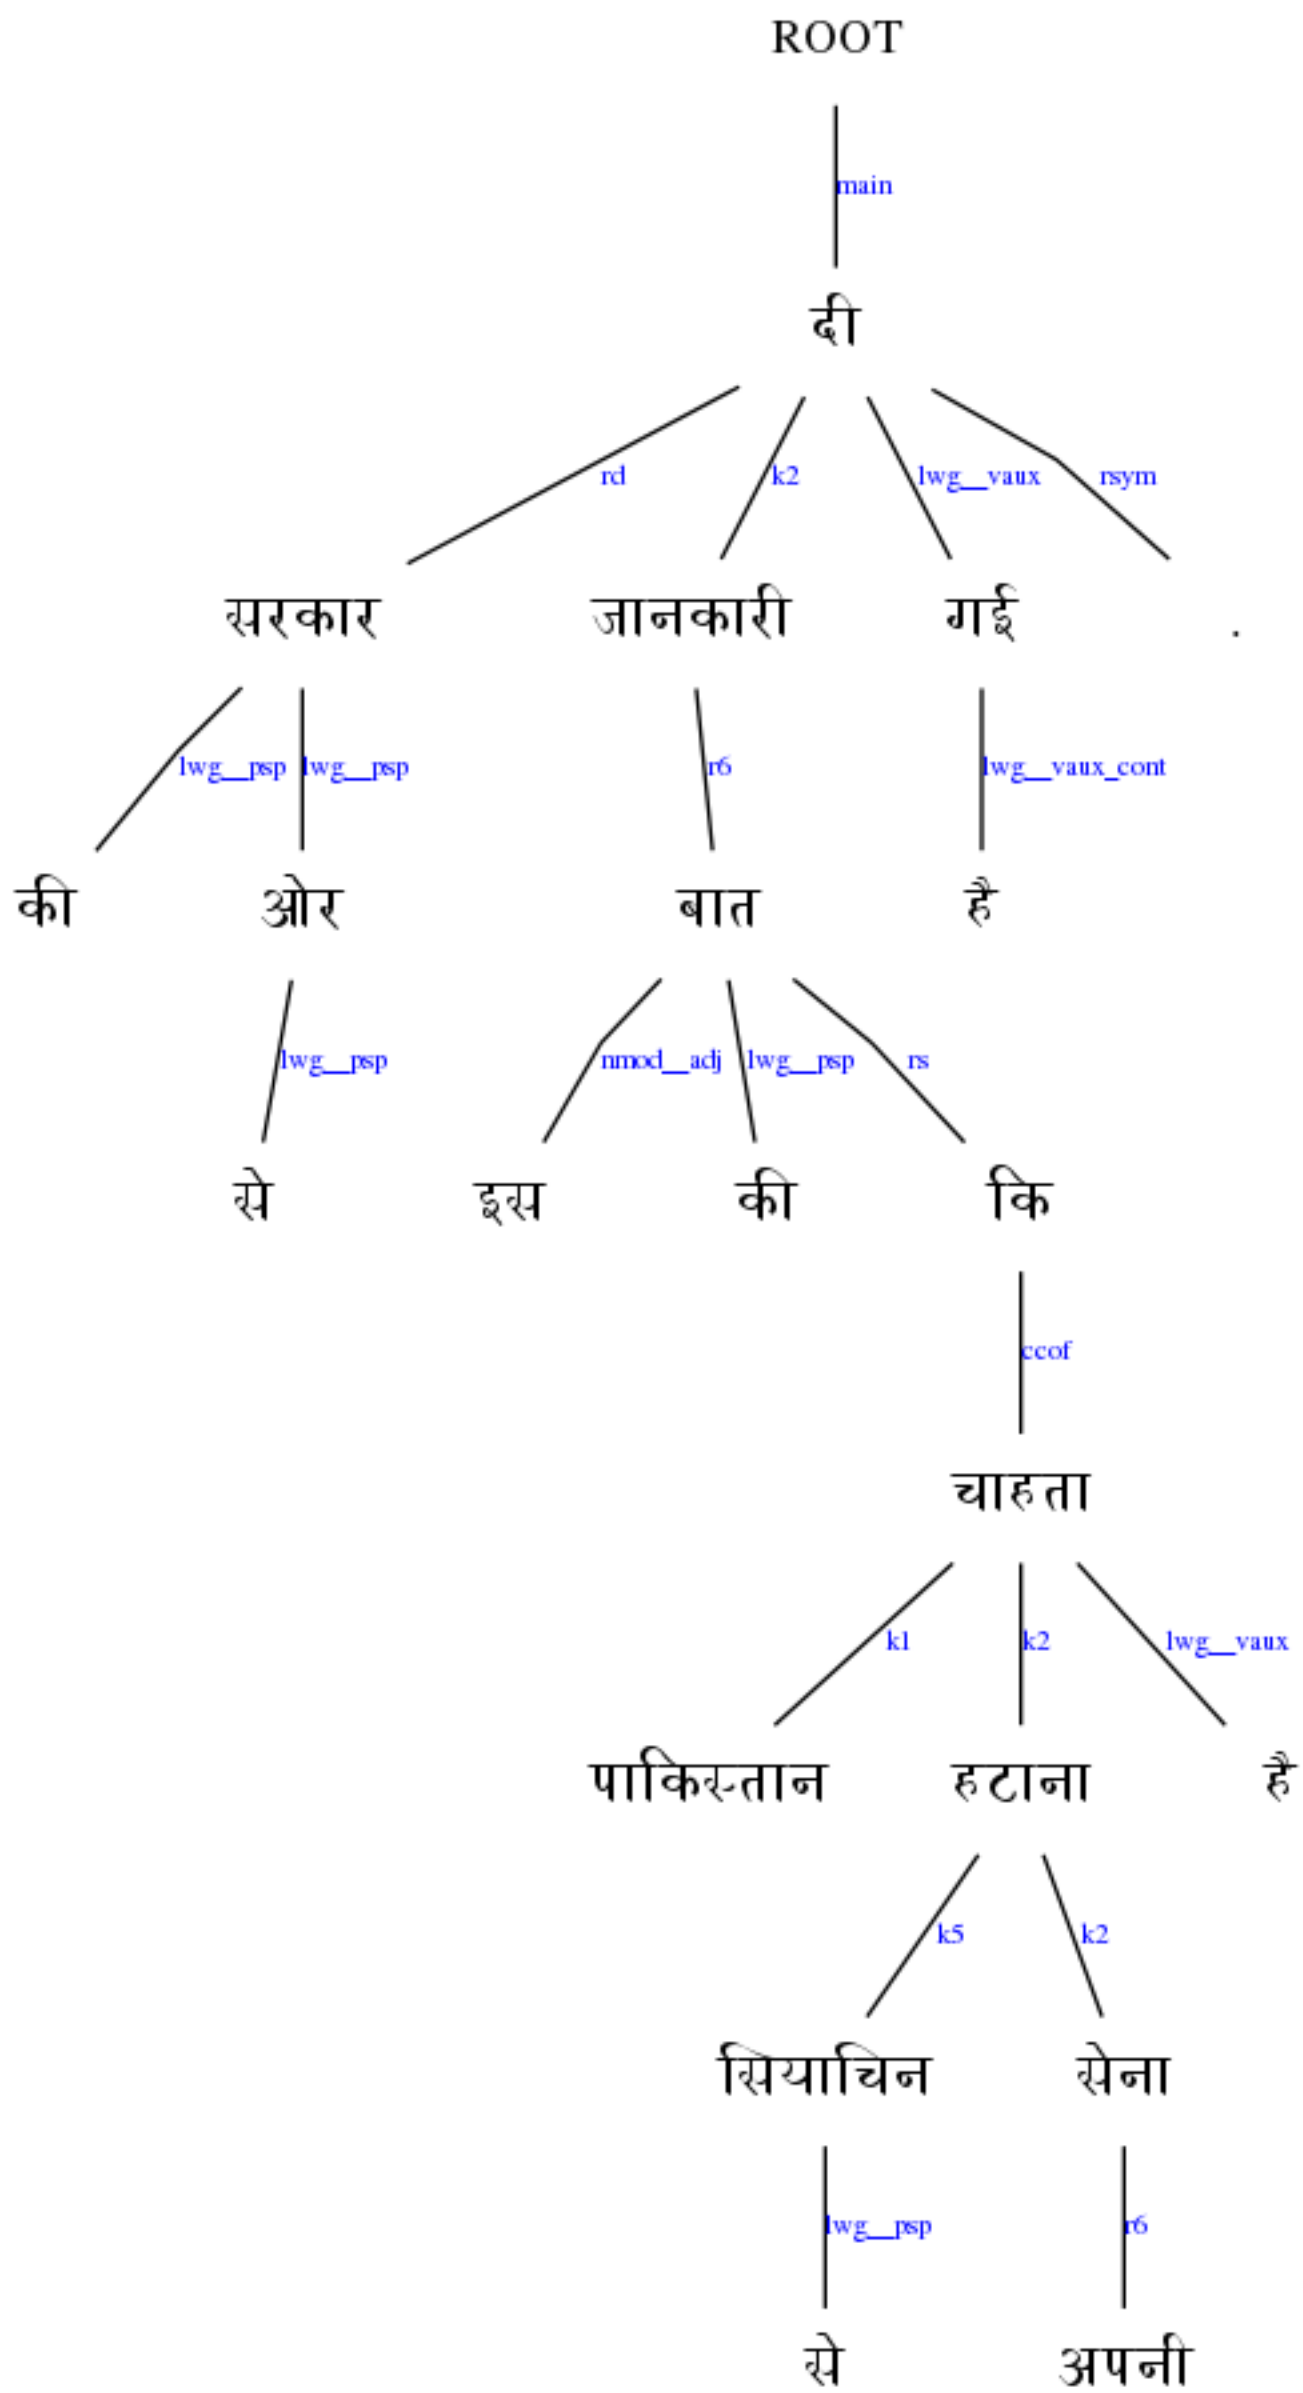 ROOT
main
दी
rd k2 lwg__vaux rsym
सरकार जानकारी गई .
lwg__psp lwg__psp r6 lwg__vaux_cont
की ओर बात है
lwg__psp nmod__adj lwg__psp rs
से इस की कि
ccof
चाहता
k1 k2 lwg__vaux
पाकिस्तान हटाना है
k5 k2
सियाचिन सेना
lwg__psp r6
से अपनी